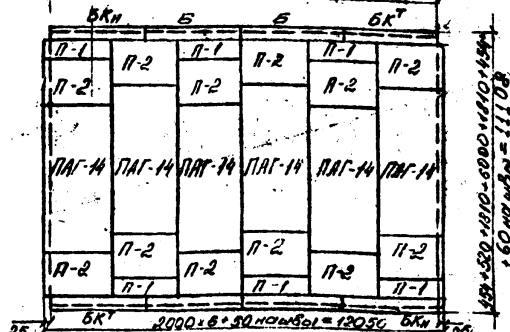 БКн Б Б БКТ
П-1 П-2 П-1 П-2 П-1 П-2
П-2 П-2 П-2
ПАГ-14 ПАГ-14 ПАГ-14 ПАГ-14 ПАГ-14 ПАГ-14
П-2 П-2 П-2
П-2 П-1 П-2 П-1 П-2 П-1
БКТ БКн
2000×6+50 на швы=12050
+60 на швы=11108